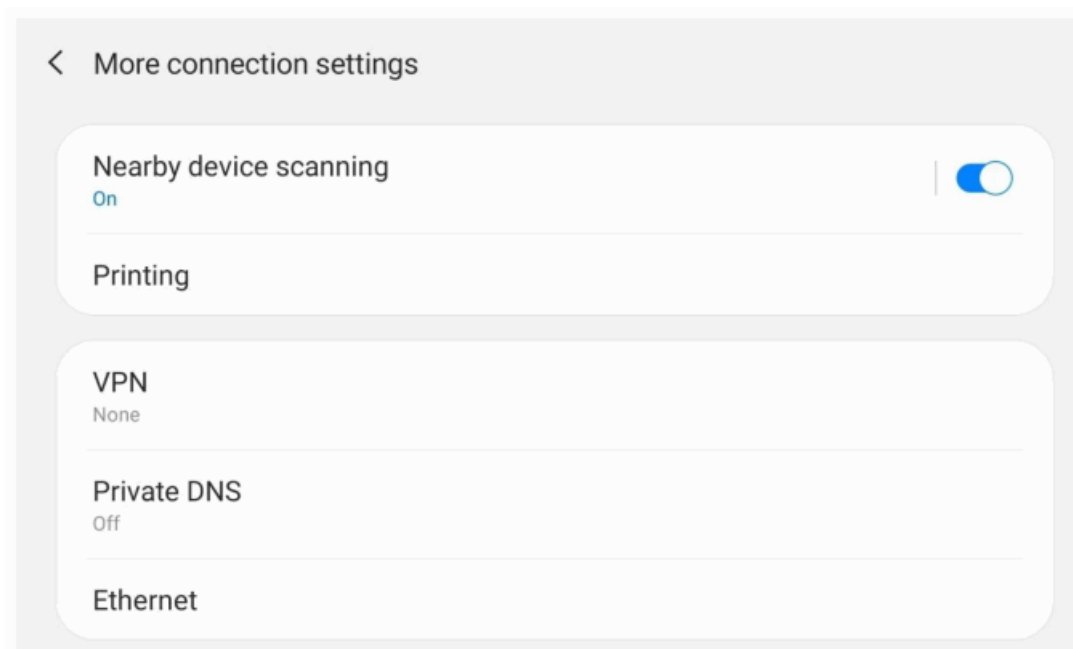 More connection settings
Nearby device scanning
On
Printing
VPN
None
Private DNS
Off
Ethernet